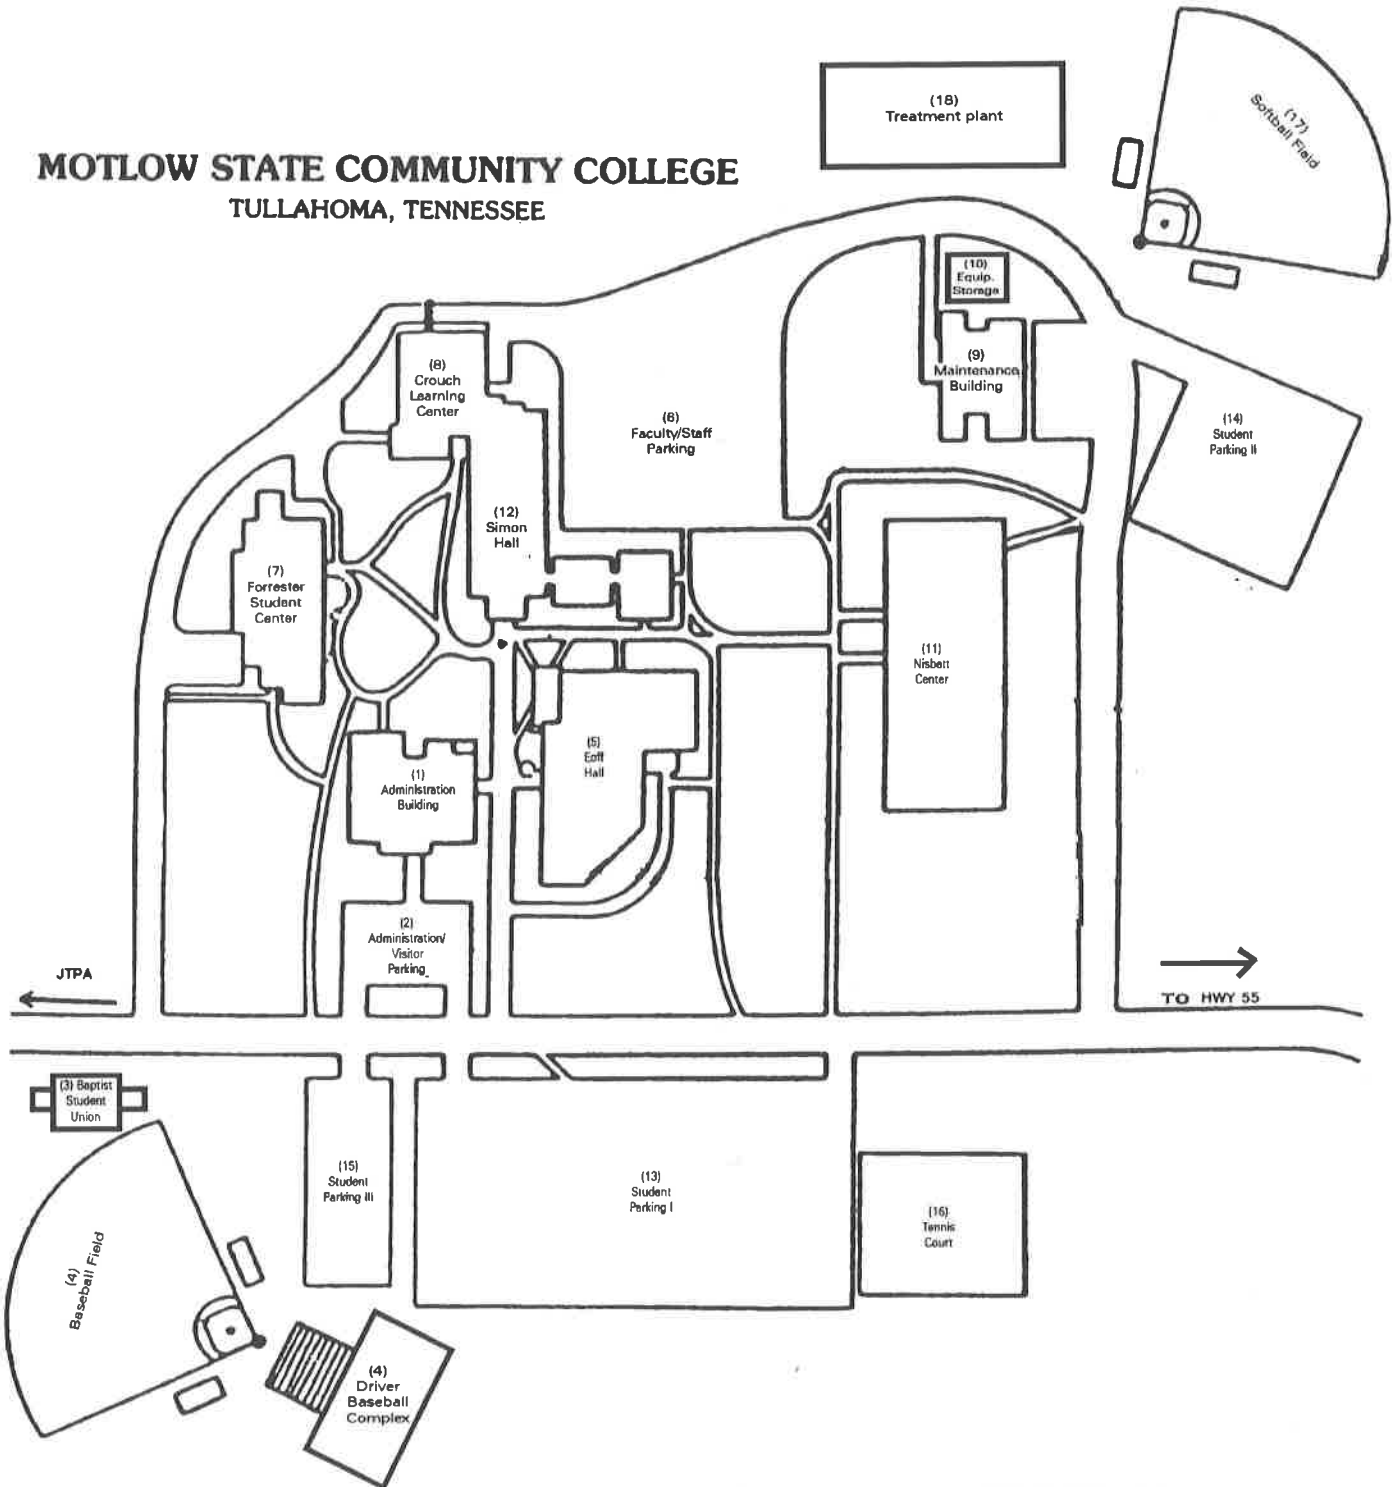 (18)
Treatment plant
(17)
Softball Field
MOTLOW STATE COMMUNITY COLLEGE
TULLAHOMA, TENNESSEE
(10)
Equip.
Storage
(9)
Maintenance
Building
(8)
Crouch
Learning
Center
(6)
Faculty/Staff
Parking
(14)
Student
Parking II
(12)
Simon
Hall
(7)
Forrester
Student
Center
(11)
Nisbett
Center
(5)
Eoff
Hall
(1)
Administration
Building
(2)
Administration/
Visitor
Parking
JTPA
TO HWY 55
(3) Baptist
Student
Union
(15)
Student
Parking III
(13)
Student
Parking I
(16)
Tennis
Court
(4)
Baseball Field
(4)
Driver
Baseball
Complex